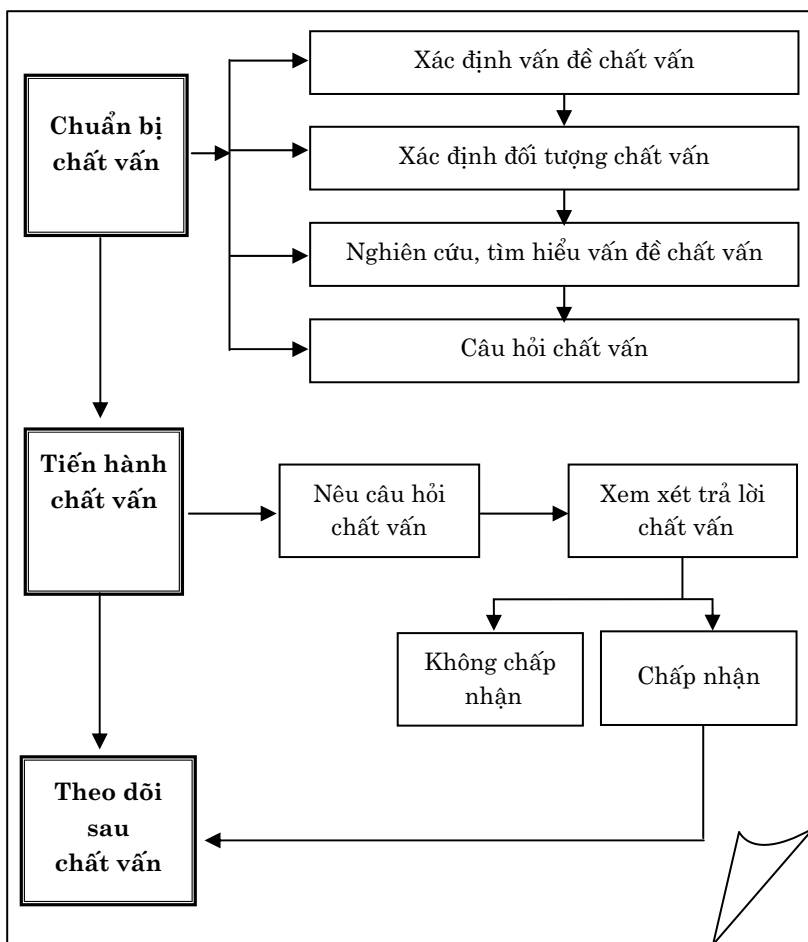 Chuẩn bị
chất vấn
Xác định vấn đề chất vấn
Xác định đối tượng chất vấn
Nghiên cứu, tìm hiểu vấn đề chất vấn
Câu hỏi chất vấn
Tiến hành
chất vấn
Nêu câu hỏi
chất vấn
Xem xét trả lời
chất vấn
Không chấp
nhận
Chấp nhận
Theo dõi
sau
chất vấn